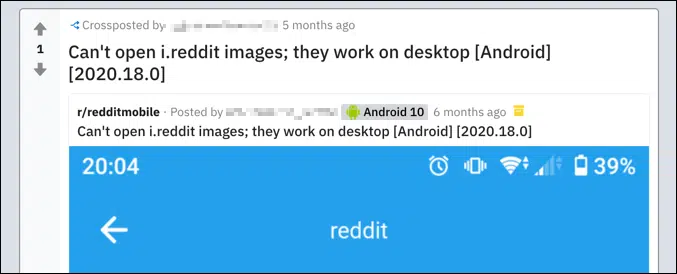 Crossposted by 5 months ago
1
Can't open i.reddit images; they work on desktop [Android]
[2020.18.0]
r/redditmobile · Posted by Android 10 6 months ago
Can't open i.reddit images; they work on desktop [Android] [2020.18.0]
20:04 39%
reddit